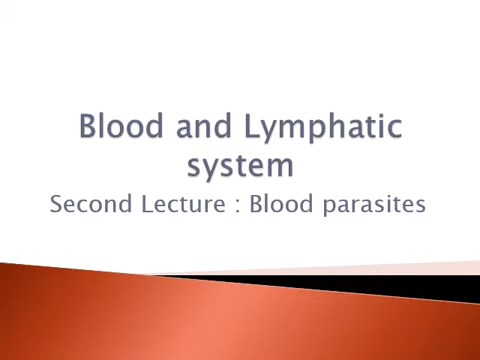 Blood and Lymphatic
system
Second Lecture : Blood parasites